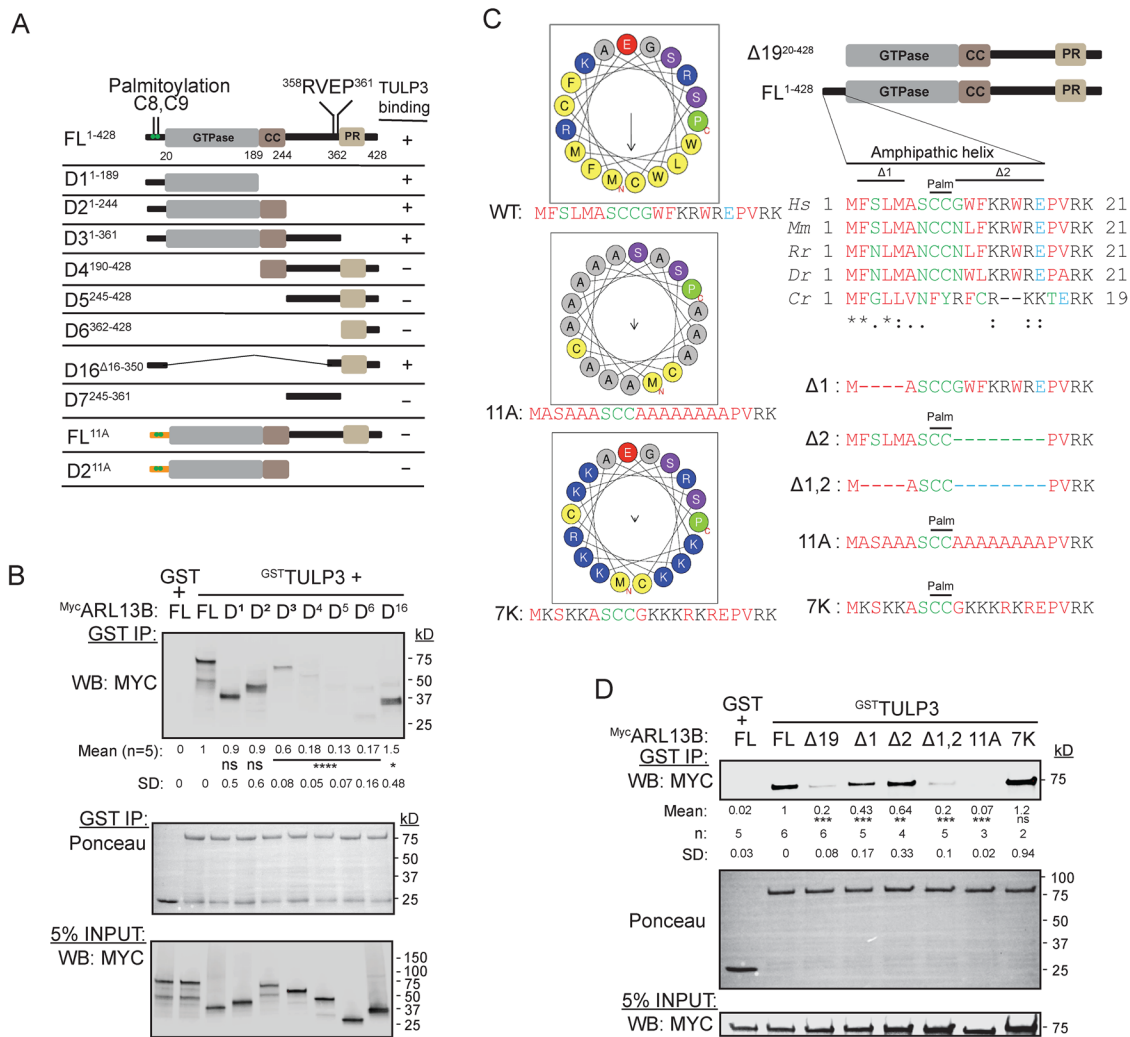 A
Palmitoylation
C8,C9
358RVEP361
TULP3
binding
FL1-428
GTPase
CC
PR
20
189
244
362
428
+
D11-189
+
D21-244
+
D31-361
+
D4190-428
–
D5245-428
–
D6362-428
–
D16Δ16-350
+
D7245-361
–
FL11A
–
D211A
–
B
GST
+
FL
GSTTULP3 +
MycARL13B:
FL D1 D2 D3 D4 D5 D6 D16
GST IP:
kD
WB: MYC
75
50
37
25
Mean (n=5)
0 1 0.9 0.9 0.6 0.18 0.13 0.17 1.5
ns ns **** *
SD:
0 0 0.5 0.6 0.08 0.05 0.07 0.16 0.48
GST IP:
kD
Ponceau
75
50
37
25
5% INPUT:
WB: MYC
150
100
75
50
37
25
C
A E G S R S P C W L W C M N F M R C F K
WT: MFSLMASCCGWFKRWREPVRK
A A A S A S P C A A A A C M N A A A C A A
11A: MASAAASCCAAAAAAAAPVRK
K A E G S R S P C K K K C M N K K R C K
7K: MKSKKASCCGKKKRKREPVRK
Δ1920-428
GTPase CC PR
FL1-428
GTPase CC PR
Amphipathic helix
Δ1 Palm Δ2
Hs 1 MFSLMASCCGWFKRWREPVRK 21
Mm 1 MFSLMANCCNLFKRWREPVRK 21
Rr 1 MFSLMANCCNLFKRWREPVRK 21
Dr 1 MFNLMANCCNWLKRWREPARK 21
Cr 1 MFGLLVNFYRFCR--KKTERK 19
**.*:.. : ::
Δ1 : M----ASCCGWFKRWREPVRK
Palm
Δ2 : MFSLMASCC--------PVRK
Δ1,2 : M----ASCC--------PVRK
Palm
11A : MASAAASCCAAAAAAAAPVRK
Palm
7K : MKSKKASCCGKKKRKREPVRK
D
GST
+
FL
GSTTULP3
MycARL13B:
FL Δ19 Δ1 Δ2 Δ1,2 11A 7K
GST IP:
kD
WB: MYC
75
Mean: 0.02 1 0.2 0.43 0.64 0.2 0.07 1.2
*** *** ** *** *** ns
n: 5 6 6 5 4 5 3 2
SD: 0.03 0 0.08 0.17 0.33 0.1 0.02 0.94
Ponceau
100
75
50
37
25
5% INPUT:
WB: MYC
75